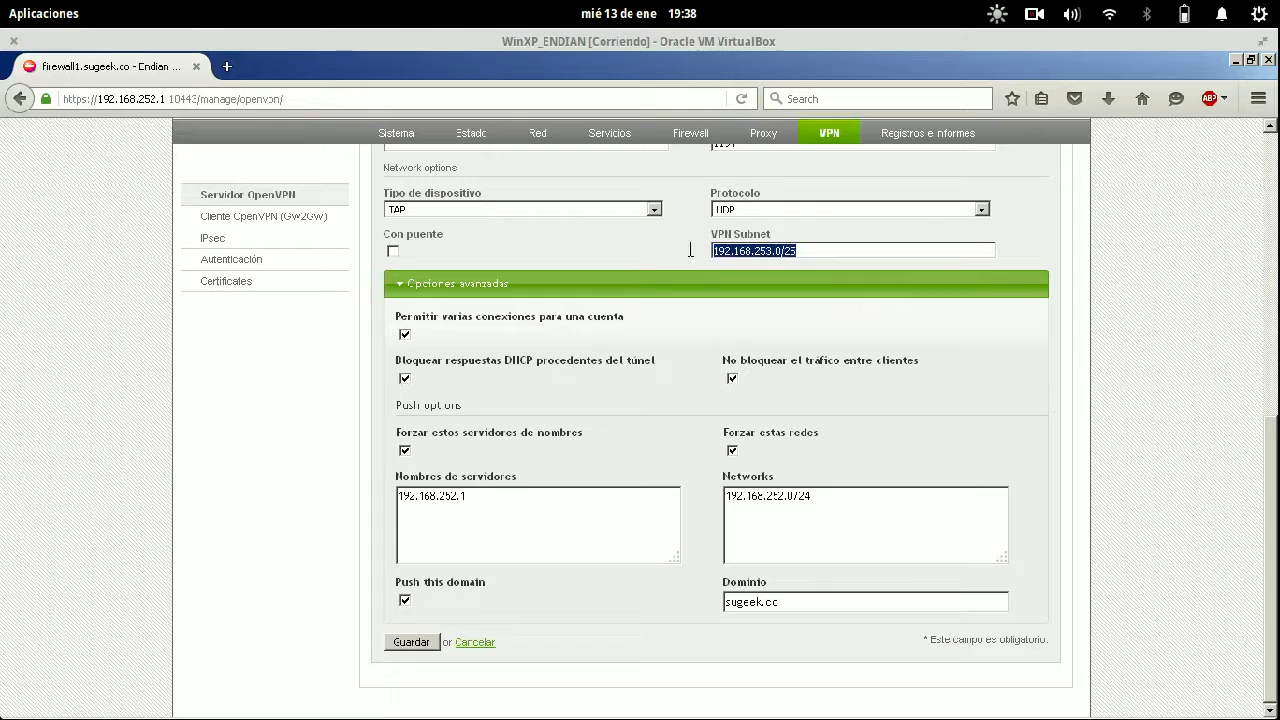 Aplicaciones
mié 13 de ene 19:38
WinXP_ENDIAN [Corriendo] - Oracle VM VirtualBox
firewall1.sugeek.co - Endian ...
https://192.168.252.1:10443/manage/openvpn/
Search
ABP
Sistema Estado Red Servicios Firewall Proxy VPN Registros e informes
Servidor OpenVPN
Cliente OpenVPN (Gw2Gw)
IPsec
Autenticación
Certificates
Network options
Tipo de dispositivo Protocolo
TAP UDP
Con puente VPN Subnet
192.168.253.0/25
Opciones avanzadas
Permitir varias conexiones para una cuenta
Bloquear respuestas DHCP procedentes del túnel No bloquear el tráfico entre clientes
Push options
Forzar estos servidores de nombres Forzar estas redes
Nombres de servidores Networks
192.168.252.1 192.168.252.0/24
Push this domain Dominio
sugeek.co
Guardar or Cancelar * Este campo es obligatorio.